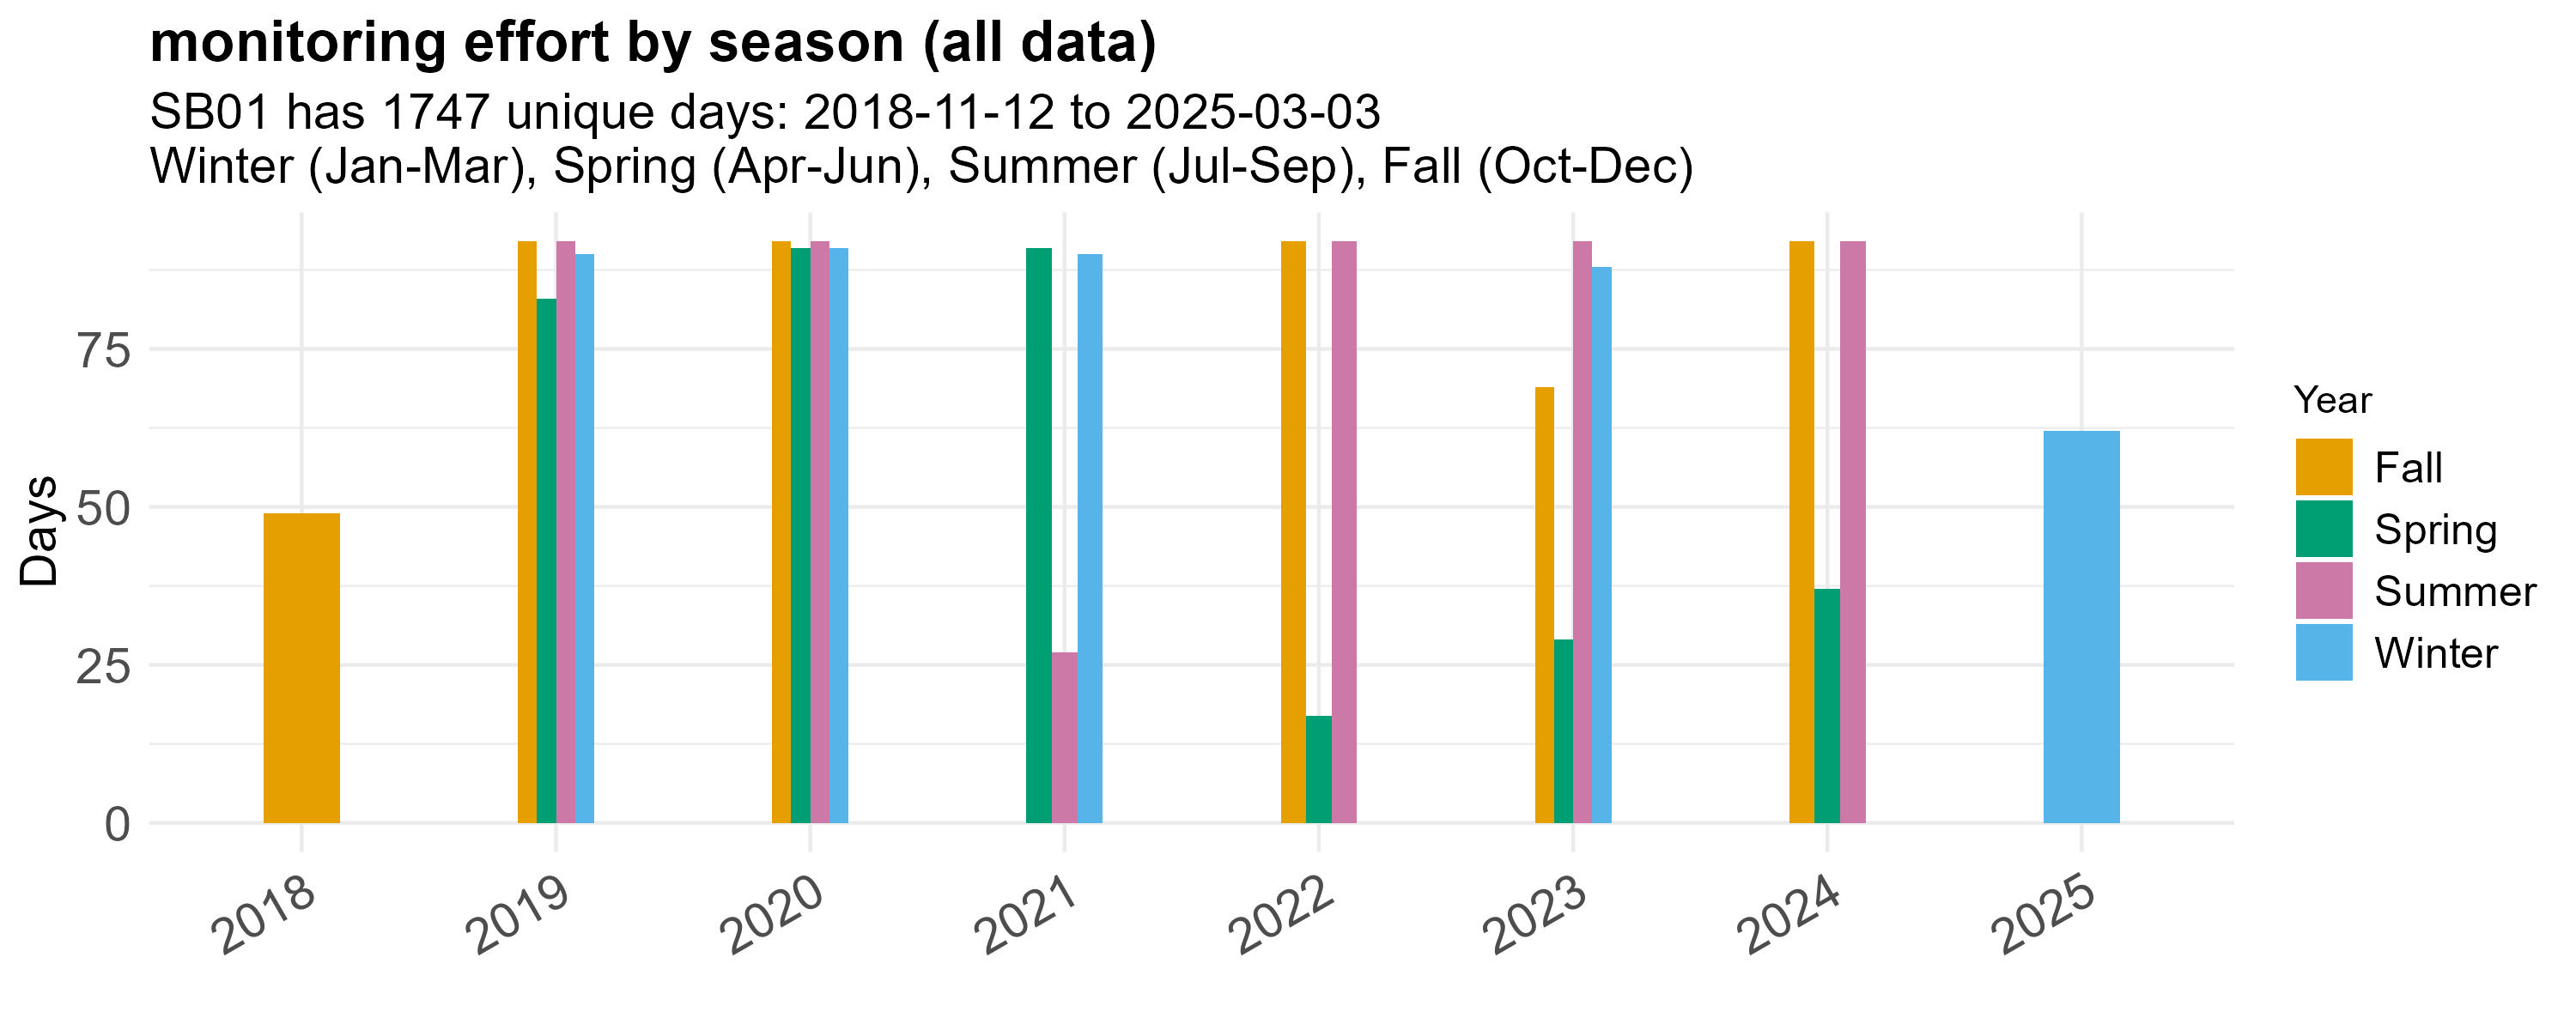 monitoring effort by season (all data)
SB01 has 1747 unique days: 2018-11-12 to 2025-03-03
Winter (Jan-Mar), Spring (Apr-Jun), Summer (Jul-Sep), Fall (Oct-Dec)
75
50
25
0
Days
2018
2019
2020
2021
2022
2023
2024
2025
Year
Fall
Spring
Summer
Winter